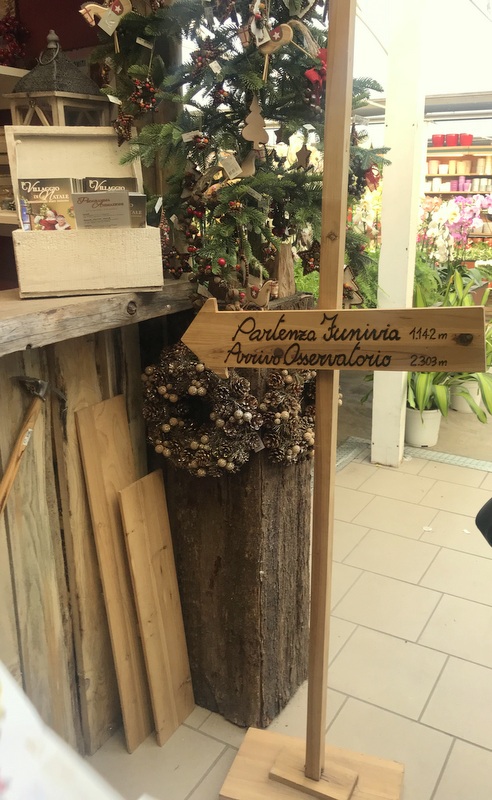 Villaggio
di Natale
Villaggio
Partenza Funivia 1.142 m
Arrivo Osservatorio 2.303 m